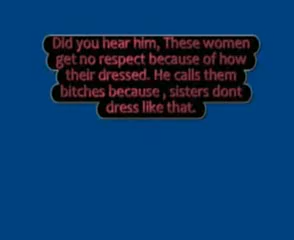 Did you hear him, These women
get no respect because of how
their dressed. He calls them
bitches because , sisters dont
dress like that.